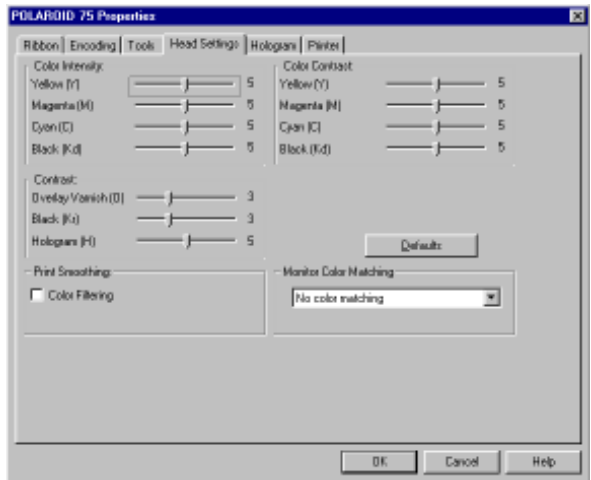 POLAROID 75 Properties
Ribbon Encoding Tools Head Settings Hologram Printer
Color Intensity:
Yellow (Y) 5
Magenta (M) 5
Cyan (C) 5
Black (Kd) 5
Color Contrast
Yellow (Y) 5
Magenta (M) 5
Cyan (C) 5
Black (Kd) 5
Contrast:
Overlay Varnish (O) 3
Black (Kr) 3
Hologram (H) 5
Defaults
Print Smoothing:
Color Filtering
Monitor Color Matching
No color matching
OK Cancel Help